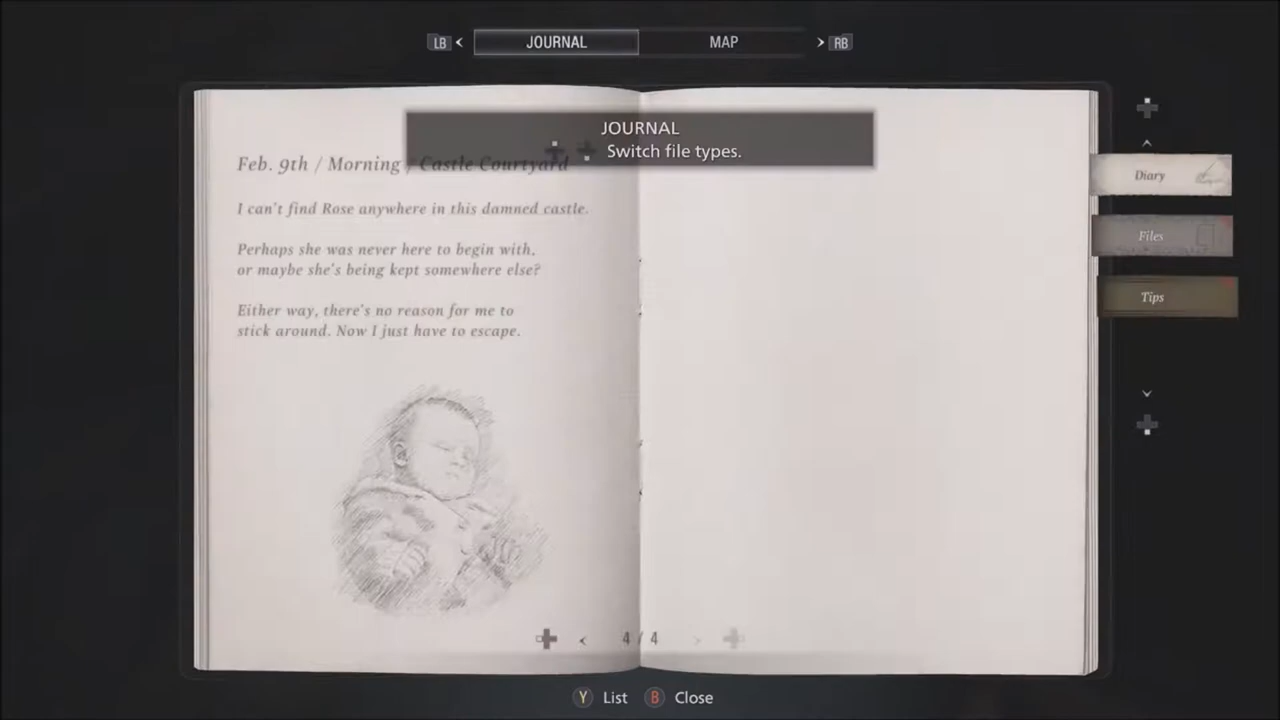 LB < JOURNAL MAP > RB
JOURNAL
Switch file types.
Feb. 9th / Morning / Castle Courtyard
I can't find Rose anywhere in this damned castle.
Perhaps she was never here to begin with,
or maybe she's being kept somewhere else?
Either way, there's no reason for me to
stick around. Now I just have to escape.
Diary
Files
Tips
< 4 / 4 >
Y List B Close